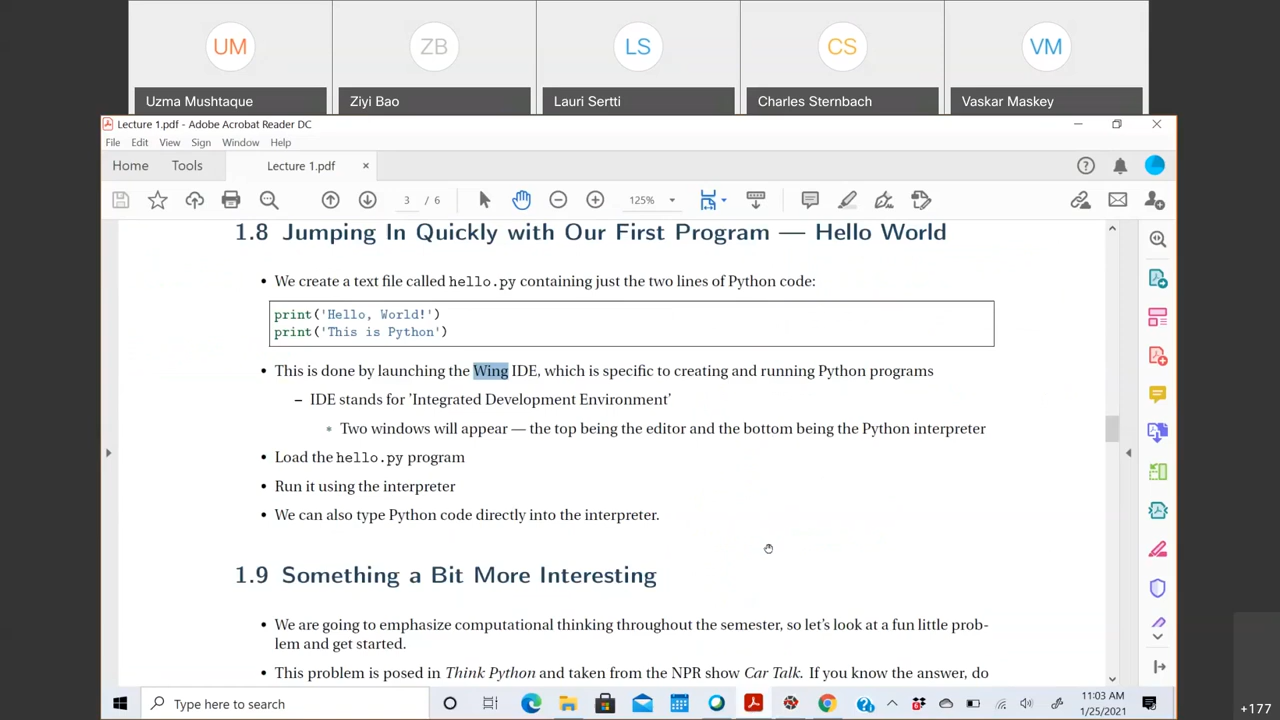 UM
ZB
LS
CS
VM
Uzma Mushtaque
Ziyi Bao
Lauri Sertti
Charles Sternbach
Vaskar Maskey
Lecture 1.pdf - Adobe Acrobat Reader DC
File Edit View Sign Window Help
Home Tools Lecture 1.pdf ×
3 / 6 125%
1.8 Jumping In Quickly with Our First Program — Hello World
• We create a text file called hello.py containing just the two lines of Python code:
print('Hello, World!')
print('This is Python')
• This is done by launching the Wing IDE, which is specific to creating and running Python programs
– IDE stands for 'Integrated Development Environment'
• Two windows will appear — the top being the editor and the bottom being the Python interpreter
• Load the hello.py program
• Run it using the interpreter
• We can also type Python code directly into the interpreter.
1.9 Something a Bit More Interesting
• We are going to emphasize computational thinking throughout the semester, so let's look at a fun little prob-
lem and get started.
• This problem is posed in Think Python and taken from the NPR show Car Talk. If you know the answer, do
Type here to search
11:03 AM
1/25/2021
+177